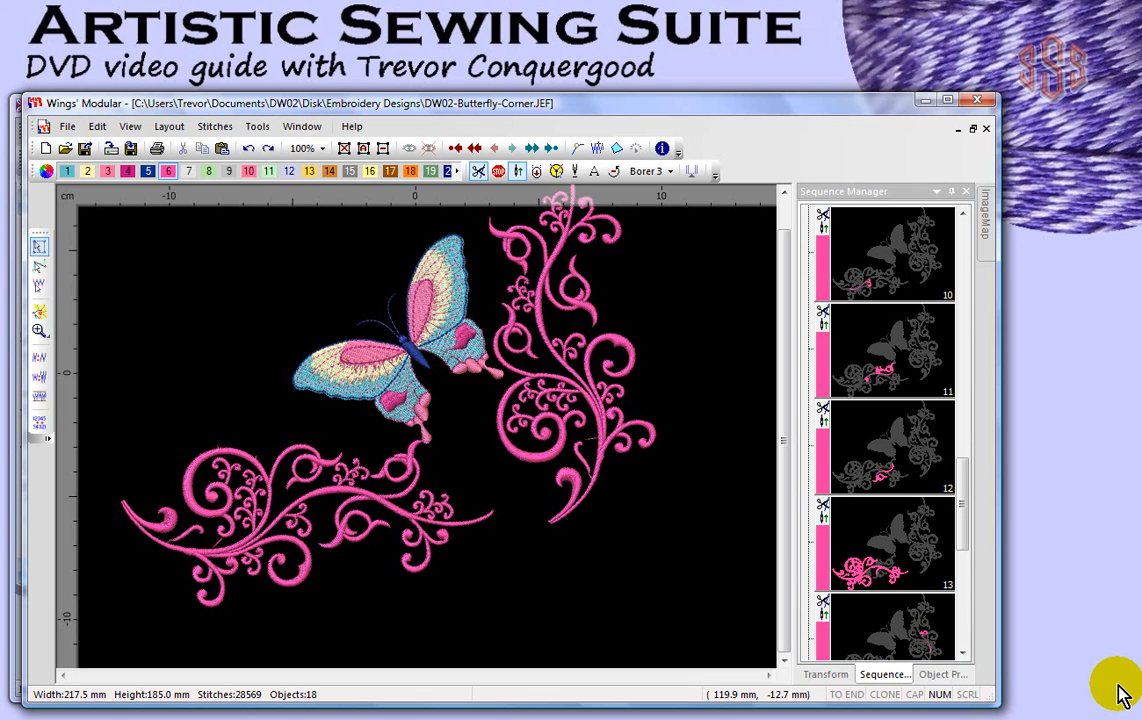 ARTISTIC SEWING SUITE
DVD video guide with Trevor Conquergood
Wings' Modular - [C:\Users\Trevor\Documents\DW02\Disk\Embroidery Designs\DW02-Butterfly-Corner.JEF]
File Edit View Layout Stitches Tools Window Help
100%
1 2 3 4 5 6 7 8 9 10 11 12 13 14 15 16 17 18 19 2 Borer 3
cm -10 0 10
Sequence Manager
ImageMap
10
11
12
13
0
-10
Transform Sequence... Object Pr...
Width:217.5 mm Height:185.0 mm Stitches:28569 Objects:18 ( 119.9 mm, -12.7 mm) TO END CLONE CAP NUM SCRL